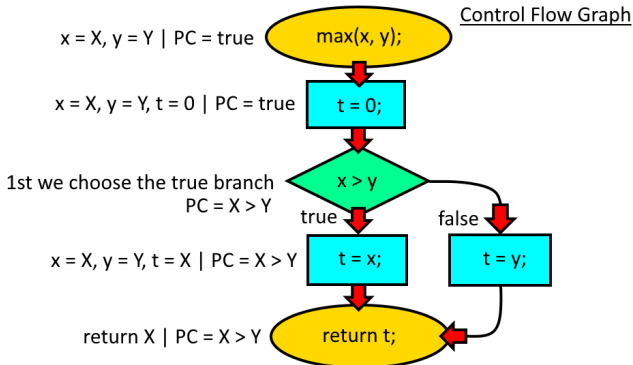 Control Flow Graph
x = X, y = Y | PC = true
max(x, y);
x = X, y = Y, t = 0 | PC = true
t = 0;
1st we choose the true branch
PC = X > Y
x > y
true
false
x = X, y = Y, t = X | PC = X > Y
t = x;
t = y;
return X | PC = X > Y
return t;